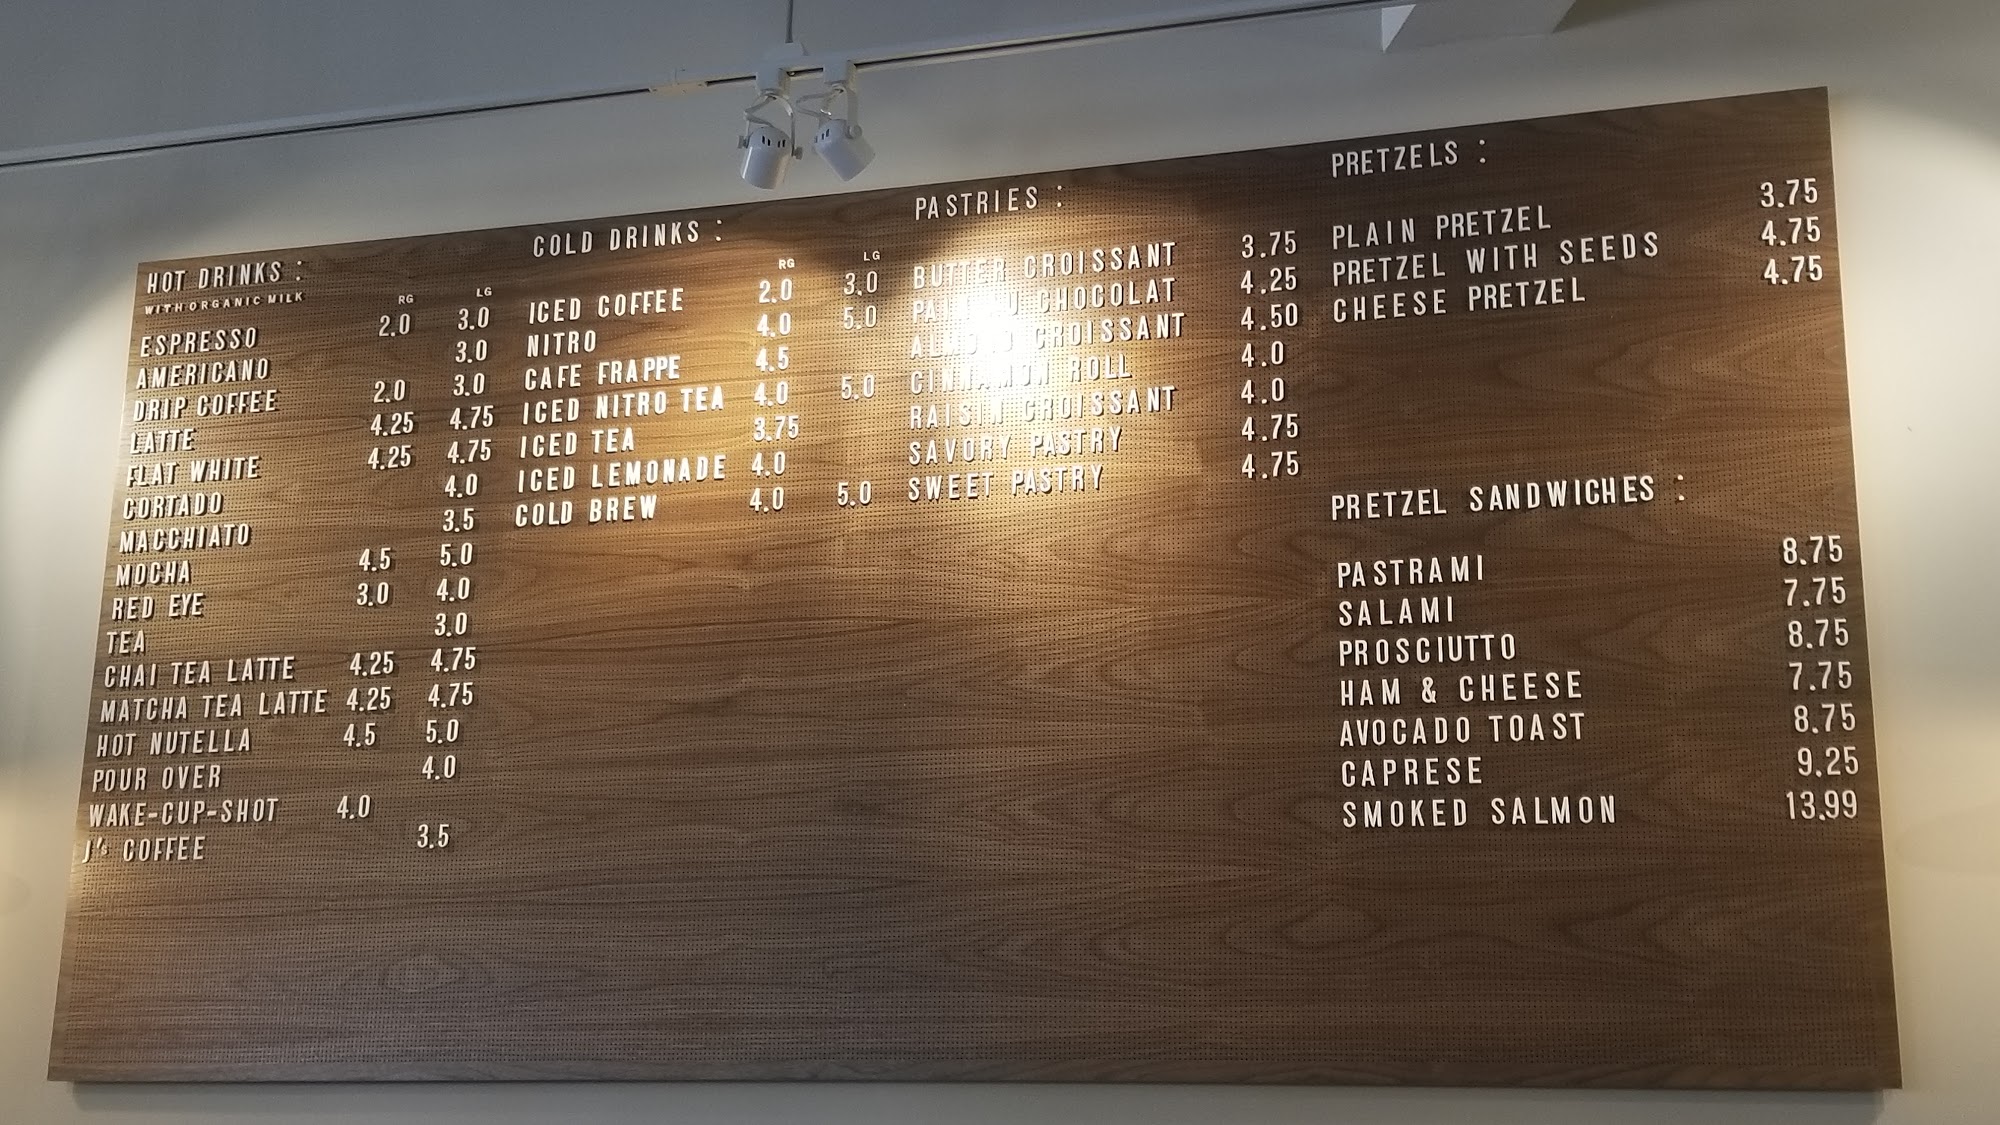 HOT DRINKS :
WITH ORGANIC MILK
RG LG
ESPRESSO 2.0 3.0
AMERICANO 3.0
DRIP COFFEE 2.0 3.0
LATTE 4.25 4.75
FLAT WHITE 4.25 4.75
CORTADO 4.0
MACCHIATO 3.5
MOCHA 4.5 5.0
RED EYE 3.0 4.0
TEA 3.0
CHAI TEA LATTE 4.25 4.75
MATCHA TEA LATTE 4.25 4.75
HOT NUTELLA 4.5 5.0
POUR OVER 4.0
WAKE-CUP-SHOT 4.0
J's COFFEE 3.5
COLD DRINKS :
RG LG
ICED COFFEE 2.0 3.0
NITRO 4.0 5.0
CAFE FRAPPE 4.5
ICED NITRO TEA 4.0 5.0
ICED TEA 3.75
ICED LEMONADE 4.0
COLD BREW 4.0 5.0
PASTRIES :
BUTTER CROISSANT 3.75
PAIN AU CHOCOLAT 4.25
ALMOND CROISSANT 4.50
CINNAMON ROLL 4.0
RAISIN CROISSANT 4.0
SAVORY PASTRY 4.75
SWEET PASTRY 4.75
PRETZELS :
PLAIN PRETZEL 3.75
PRETZEL WITH SEEDS 4.75
CHEESE PRETZEL 4.75
PRETZEL SANDWICHES :
PASTRAMI 8.75
SALAMI 7.75
PROSCIUTTO 8.75
HAM & CHEESE 7.75
AVOCADO TOAST 8.75
CAPRESE 9.25
SMOKED SALMON 13.99